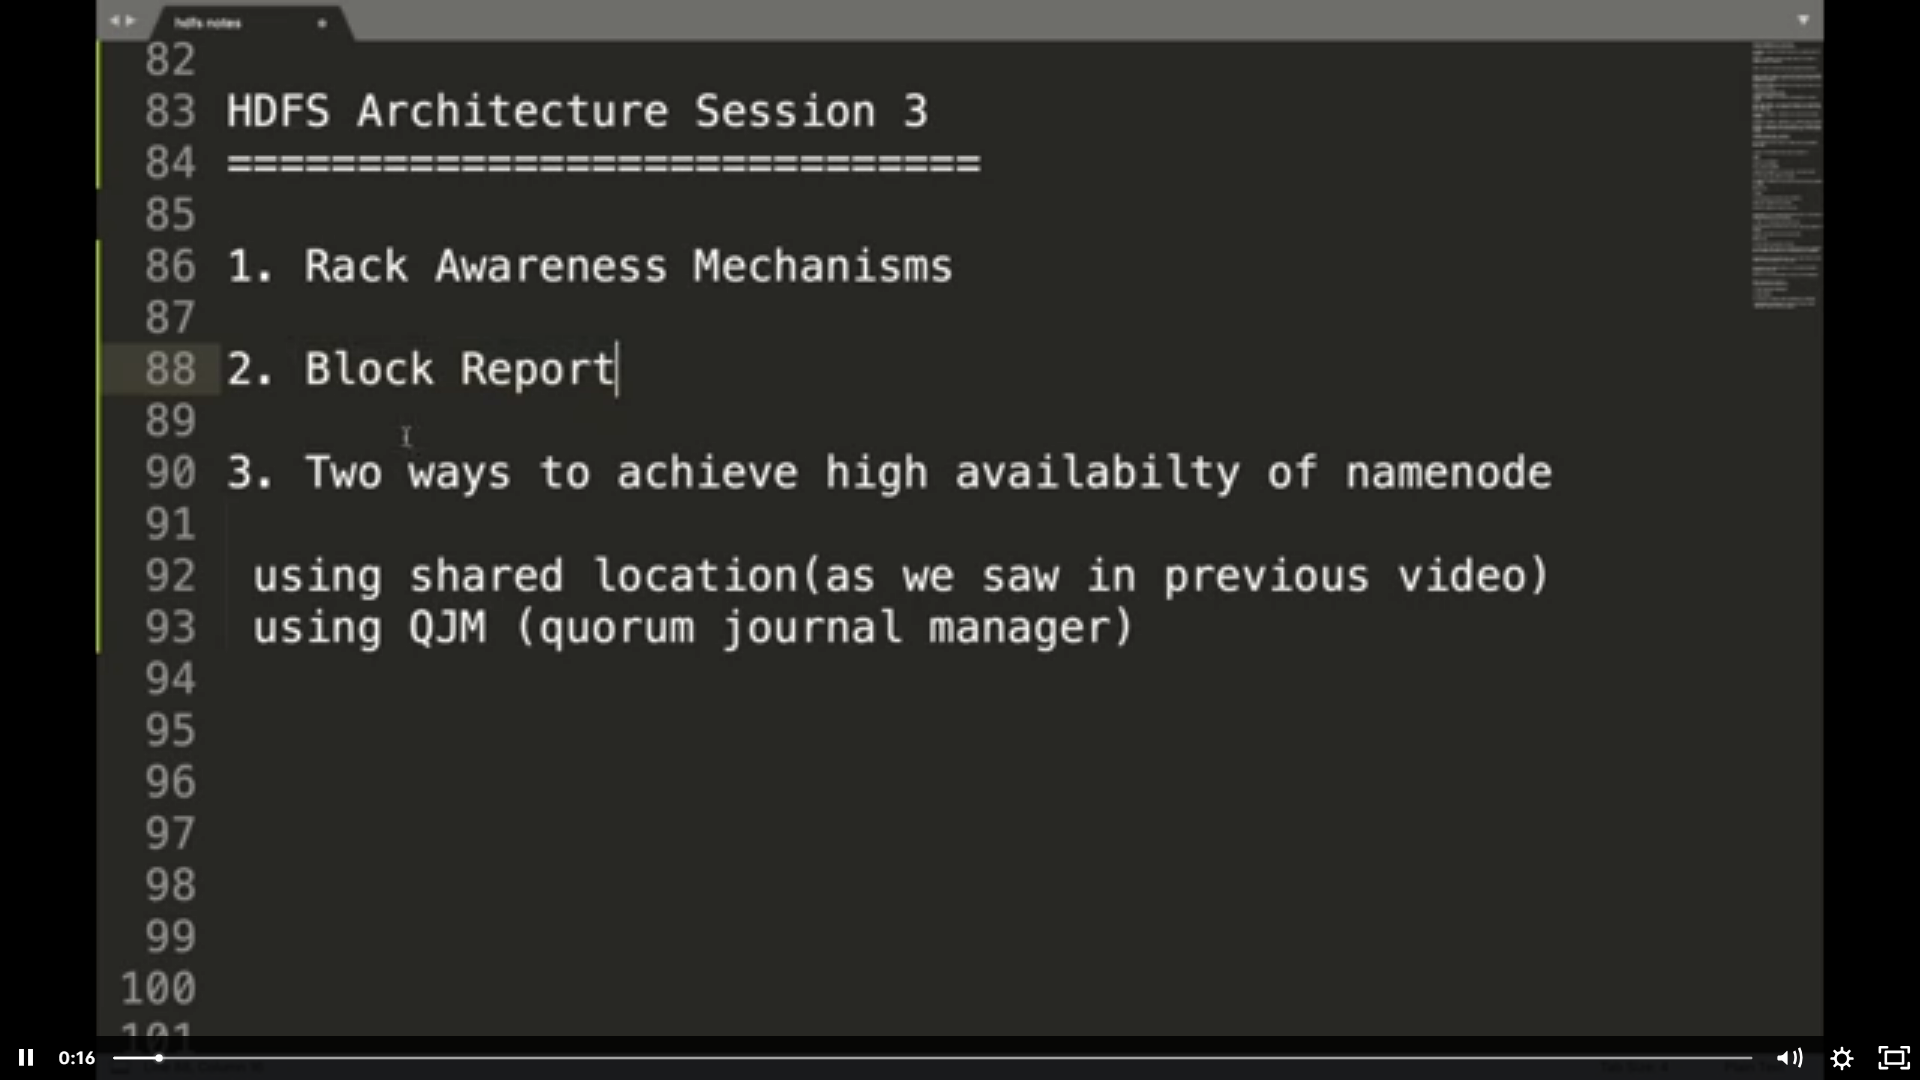 hdfs notes
82
83 HDFS Architecture Session 3
84 =============================
85
86 1. Rack Awareness Mechanisms
87
88 2. Block Report
89
90 3. Two ways to achieve high availabilty of namenode
91
92 using shared location(as we saw in previous video)
93 using QJM (quorum journal manager)
94
95
96
97
98
99
100
101
0:16